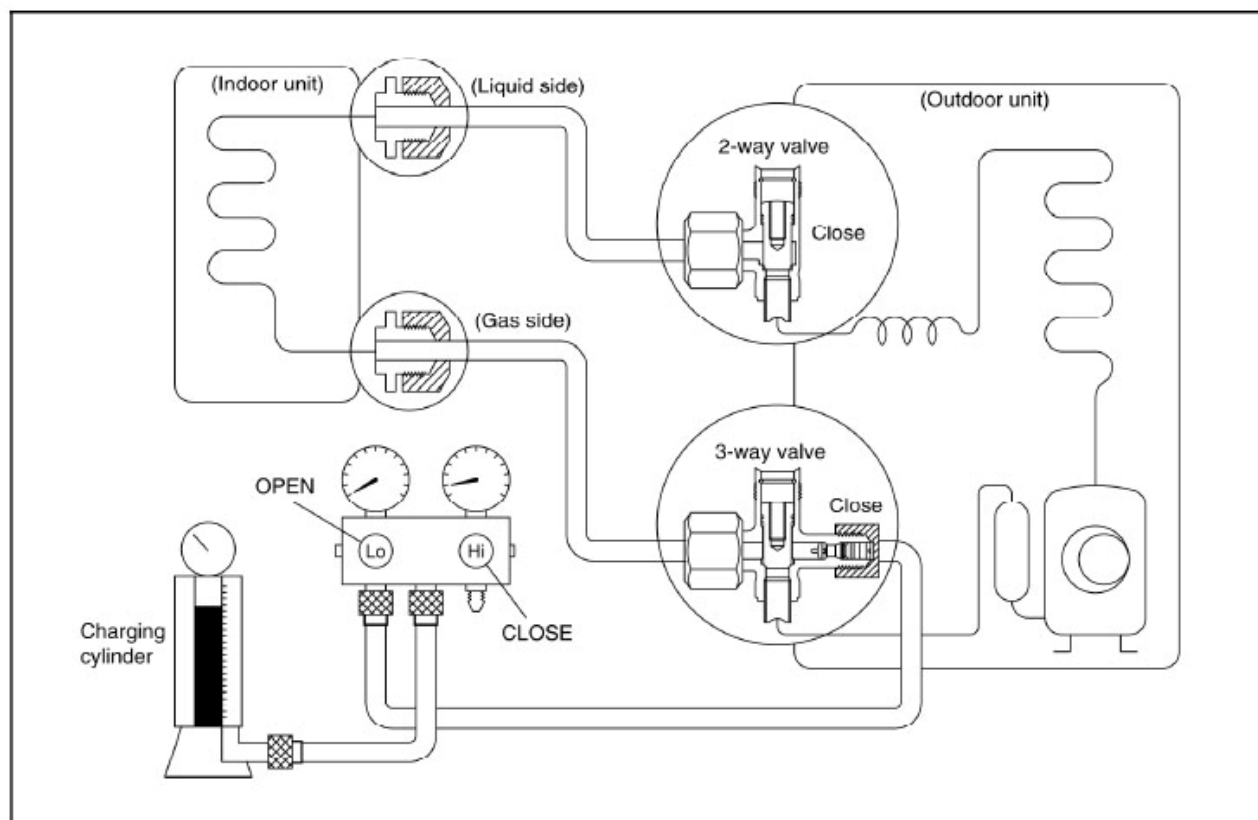 (Indoor unit)
(Liquid side)
(Outdoor unit)
2-way valve
Close
(Gas side)
3-way valve
Close
OPEN
Lo
Hi
CLOSE
Charging
cylinder